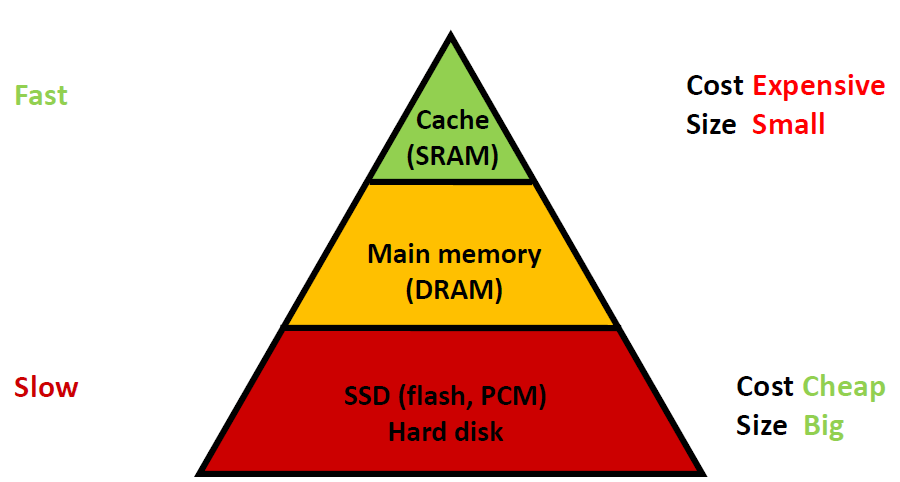 Fast
Cost Expensive
Size Small
Cache
(SRAM)
Main memory
(DRAM)
Slow
SSD (flash, PCM)
Hard disk
Cost Cheap
Size Big